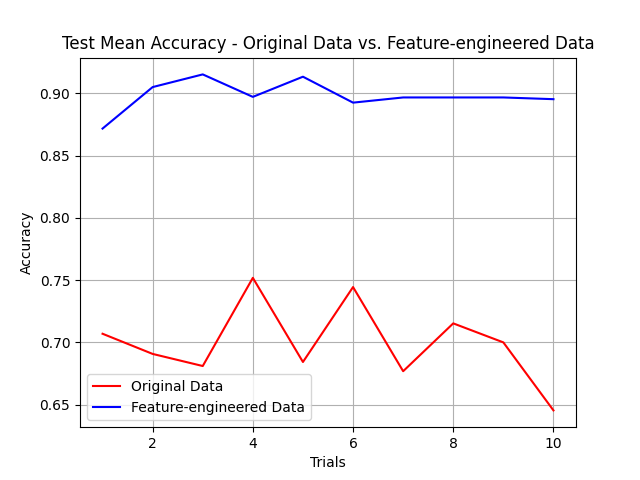 Test Mean Accuracy - Original Data vs. Feature-engineered Data
0.90
0.85
0.80
0.75
0.70
0.65
Accuracy
Original Data
Feature-engineered Data
2 4 6 8 10
Trials